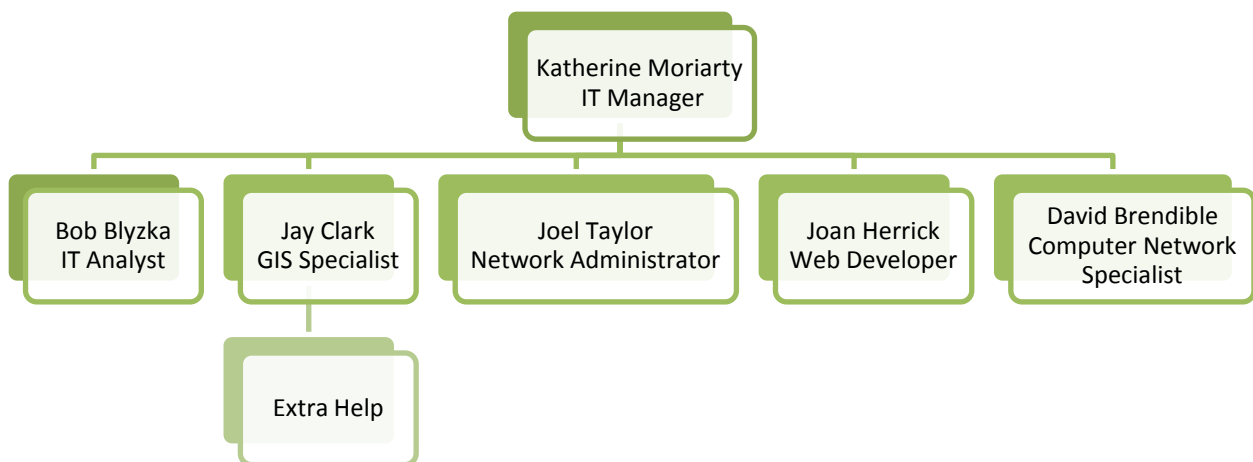 Katherine Moriarty
IT Manager
Bob Blyzka
IT Analyst
Jay Clark
GIS Specialist
Joel Taylor
Network Administrator
Joan Herrick
Web Developer
David Brendible
Computer Network
Specialist
Extra Help